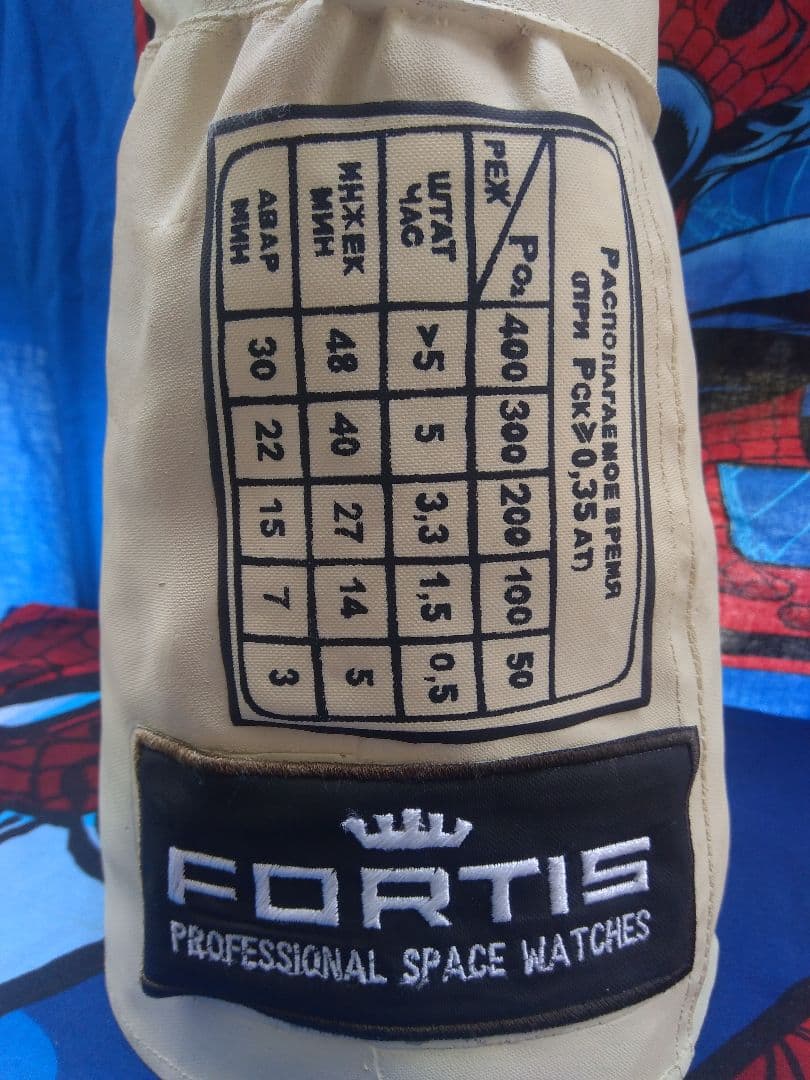 РАСПОЛАГАЕМОЕ ВРЕМЯ
(ПРИ РСК⩾0,35 АТ)
РЕЖ PO₂ 400 300 200 100 50
ШТАТ ЧАС >5 5 3,3 1,5 0,5
ИНЖЕК МИН 48 40 27 14 5
АВАР МИН 30 22 15 7 3
FORTIS
PROFESSIONAL SPACE WATCHES